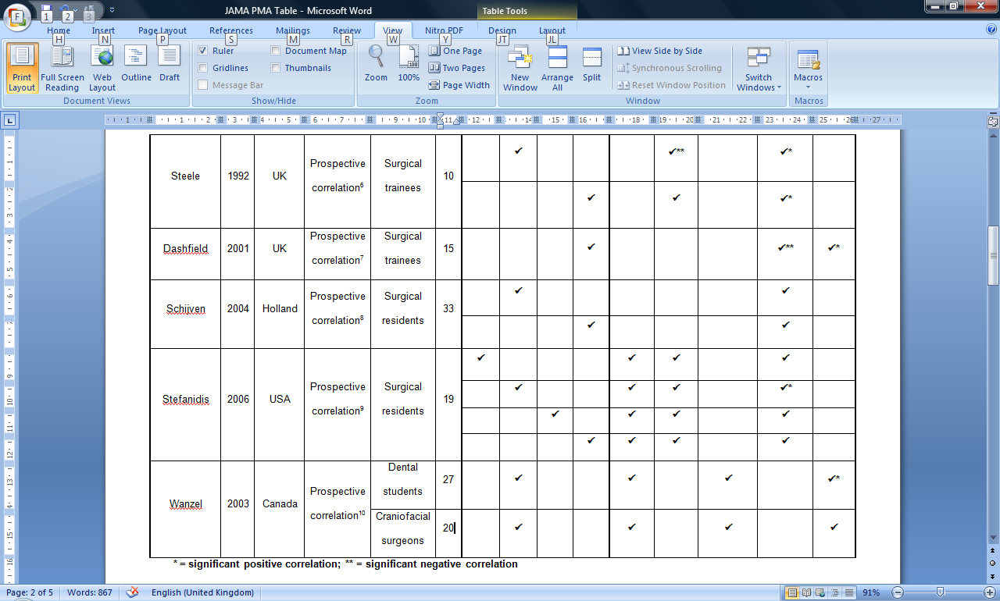 JAMA PMA Table - Microsoft Word
Table Tools
F 1 2 3
Home Insert Page Layout References Mailings Review View Nitro PDF Design Layout
H N P S M R W Y JT JL
Print Layout
Full Screen Reading
Web Layout
Outline
Draft
Document Views
Ruler
Gridlines
Message Bar
Document Map
Thumbnails
Show/Hide
Zoom
100%
One Page
Two Pages
Page Width
Zoom
New Window
Arrange All
Split
View Side by Side
Synchronous Scrolling
Reset Window Position
Switch Windows
Window
Macros
Macros
1 1 2 3 4 5 6 7 9 10 11 12 14 15 16 18 19 20 21 22 23 24 25 26 27
Steele 1992 UK Prospective correlation⁶ Surgical trainees 10 ✓ ✓** ✓*
✓ ✓ ✓*
Dashfield 2001 UK Prospective correlation⁷ Surgical trainees 15 ✓ ✓** ✓*
Schijven 2004 Holland Prospective correlation⁸ Surgical residents 33 ✓ ✓
✓ ✓
Stefanidis 2006 USA Prospective correlation⁹ Surgical residents 19 ✓ ✓ ✓ ✓
✓ ✓ ✓ ✓*
✓ ✓ ✓ ✓
✓ ✓ ✓ ✓
Wanzel 2003 Canada Prospective correlation¹⁰ Dental students 27 ✓ ✓ ✓ ✓*
Craniofacial surgeons 20 ✓ ✓ ✓ ✓
* = significant positive correlation; ** = significant negative correlation
Page: 2 of 5 Words: 867 English (United Kingdom) 91%